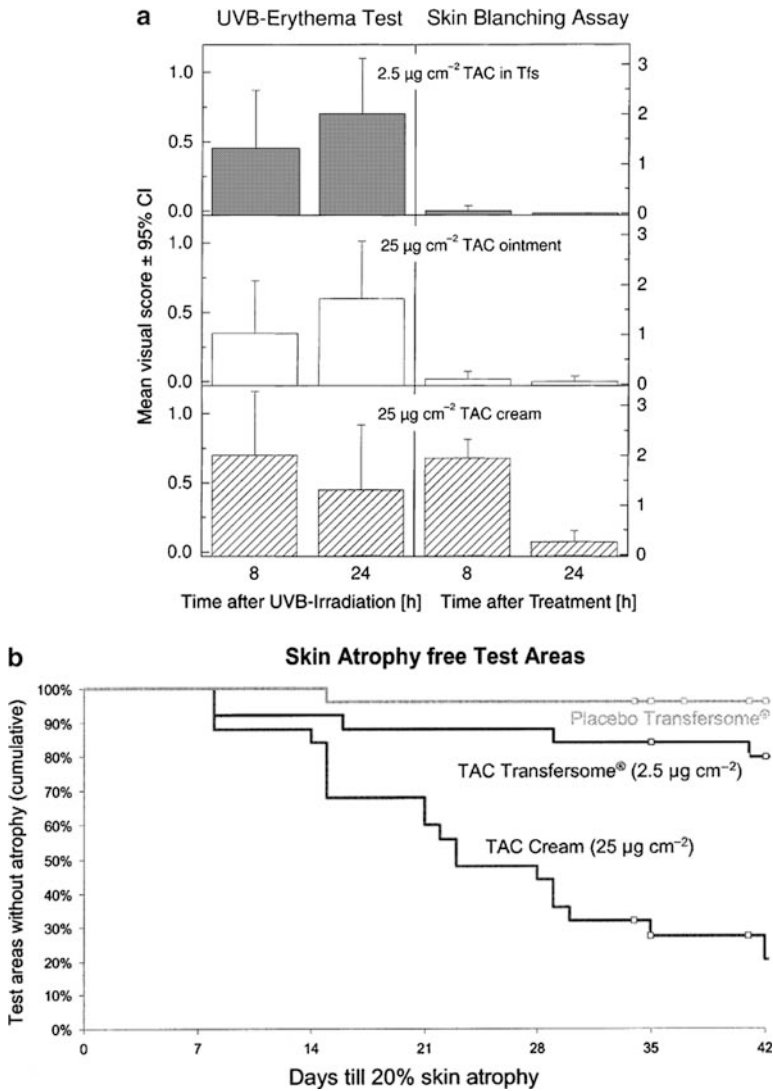 a
UVB-Erythema Test Skin Blanching Assay
Mean visual score ± 95% CI
2.5 µg cm⁻² TAC in Tfs
1.0
0.5
0.0
3
2
1
0
25 µg cm⁻² TAC ointment
1.0
0.5
0.0
3
2
1
0
25 µg cm⁻² TAC cream
1.0
0.5
0.0
3
2
1
0
8 24 8 24
Time after UVB-Irradiation [h] Time after Treatment [h]
b
Skin Atrophy free Test Areas
Test areas without atrophy (cumulative)
100%
90%
80%
70%
60%
50%
40%
30%
20%
10%
0%
Placebo Transfersome®
TAC Transfersome® (2.5 µg cm⁻²)
TAC Cream (25 µg cm⁻²)
0 7 14 21 28 35 42
Days till 20% skin atrophy